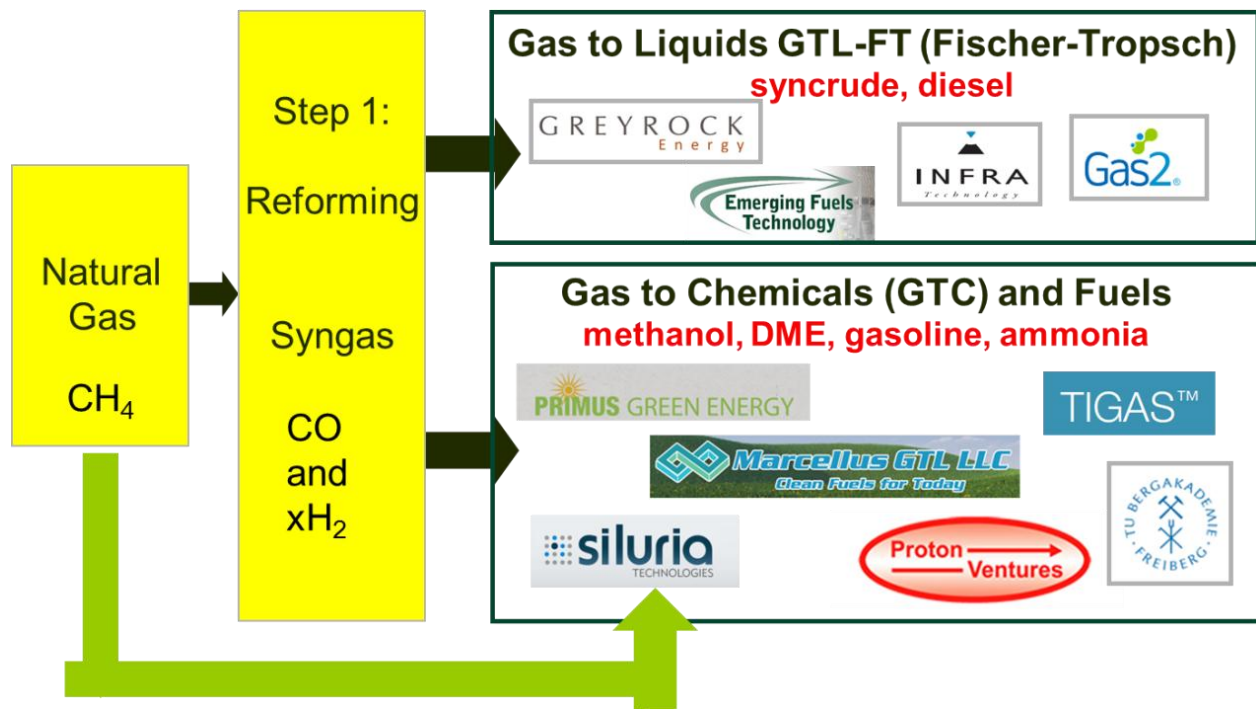 Natural
Gas
CH₄
Step 1:
Reforming
Syngas
CO
and
xH₂
Gas to Liquids GTL-FT (Fischer-Tropsch)
syncrude, diesel
GREYROCK
Energy
Emerging Fuels
Technology
INFRA
Technology
Gas2®
Gas to Chemicals (GTC) and Fuels
methanol, DME, gasoline, ammonia
PRIMUS GREEN ENERGY
TIGAS™
Marcellus GTL LLC
Clean Fuels for Today
siluria
TECHNOLOGIES
Proton
Ventures
TU BERGAKADEMIE
FREIBERG